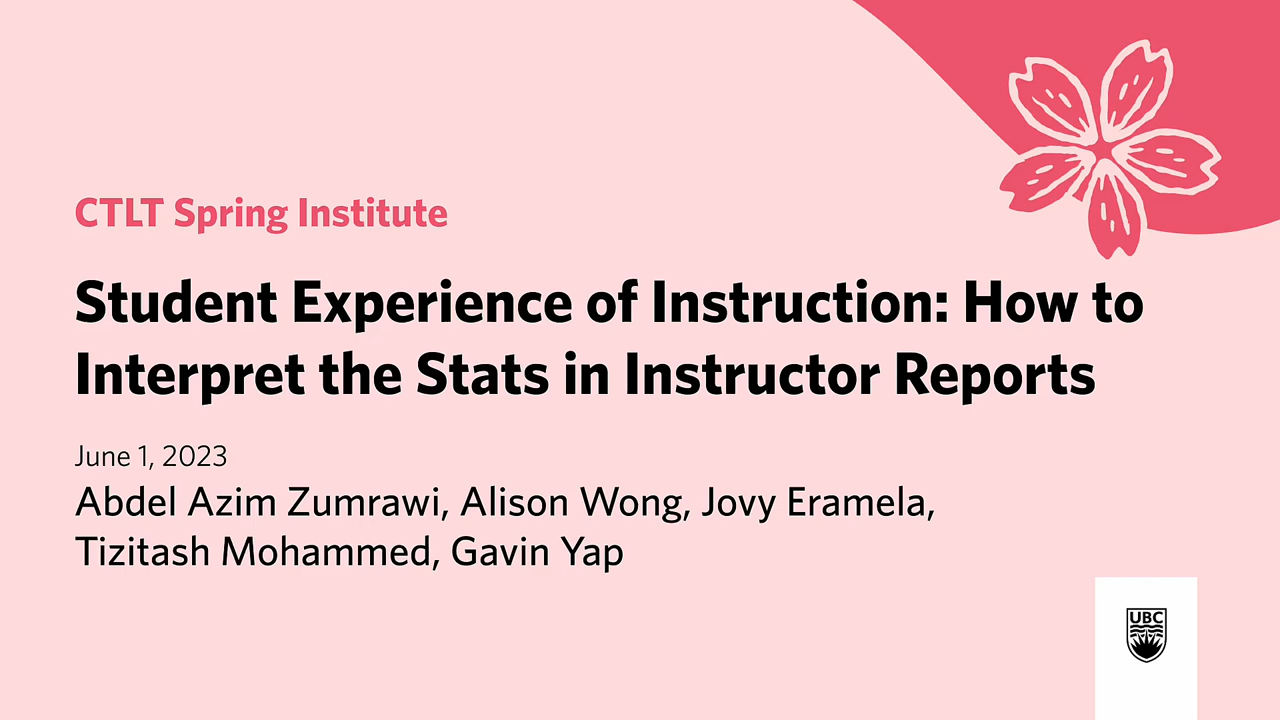 CTLT Spring Institute
Student Experience of Instruction: How to
Interpret the Stats in Instructor Reports
June 1, 2023
Abdel Azim Zumrawi, Alison Wong, Jovy Eramela,
Tizitash Mohammed, Gavin Yap
UBC